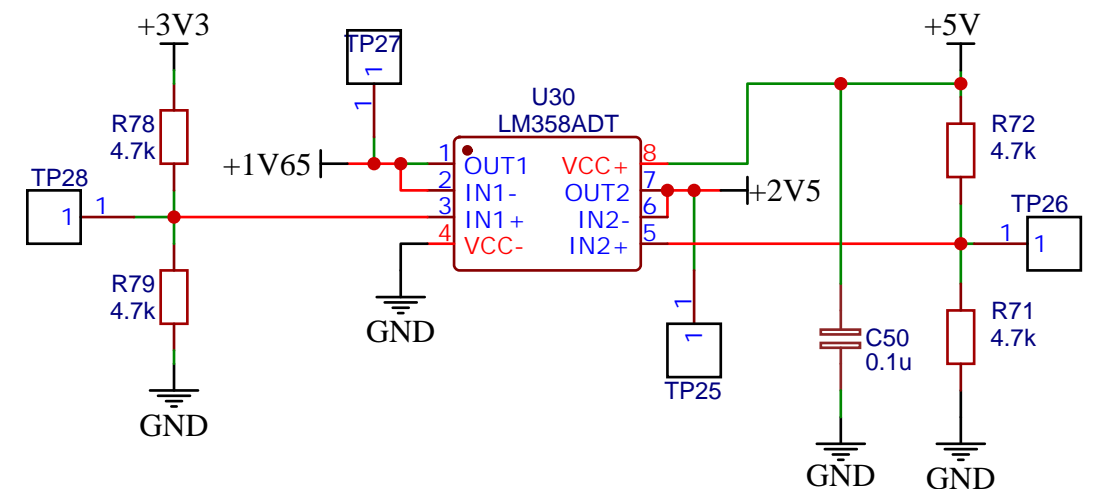 +3V3
+5V
TP27
1
1
U30
LM358ADT
R78
4.7k
R72
4.7k
+1V65
1
OUT1
VCC+
8
2
IN1-
OUT2
7
+2V5
TP28
1
1
3
IN1+
IN2-
6
TP26
1
1
4
VCC-
IN2+
5
R79
4.7k
GND
1
1
TP25
C50
0.1u
R71
4.7k
GND
GND
GND